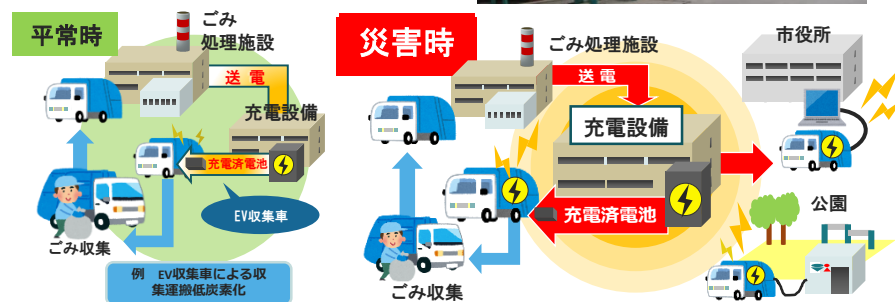 平常時
ごみ
処理施設
送電
充電設備
充電済電池
EV収集車
ごみ収集
例　EV収集車による収
集運搬低炭素化
災害時
ごみ処理施設
送電
充電設備
充電済電池
ごみ収集
市役所
公園